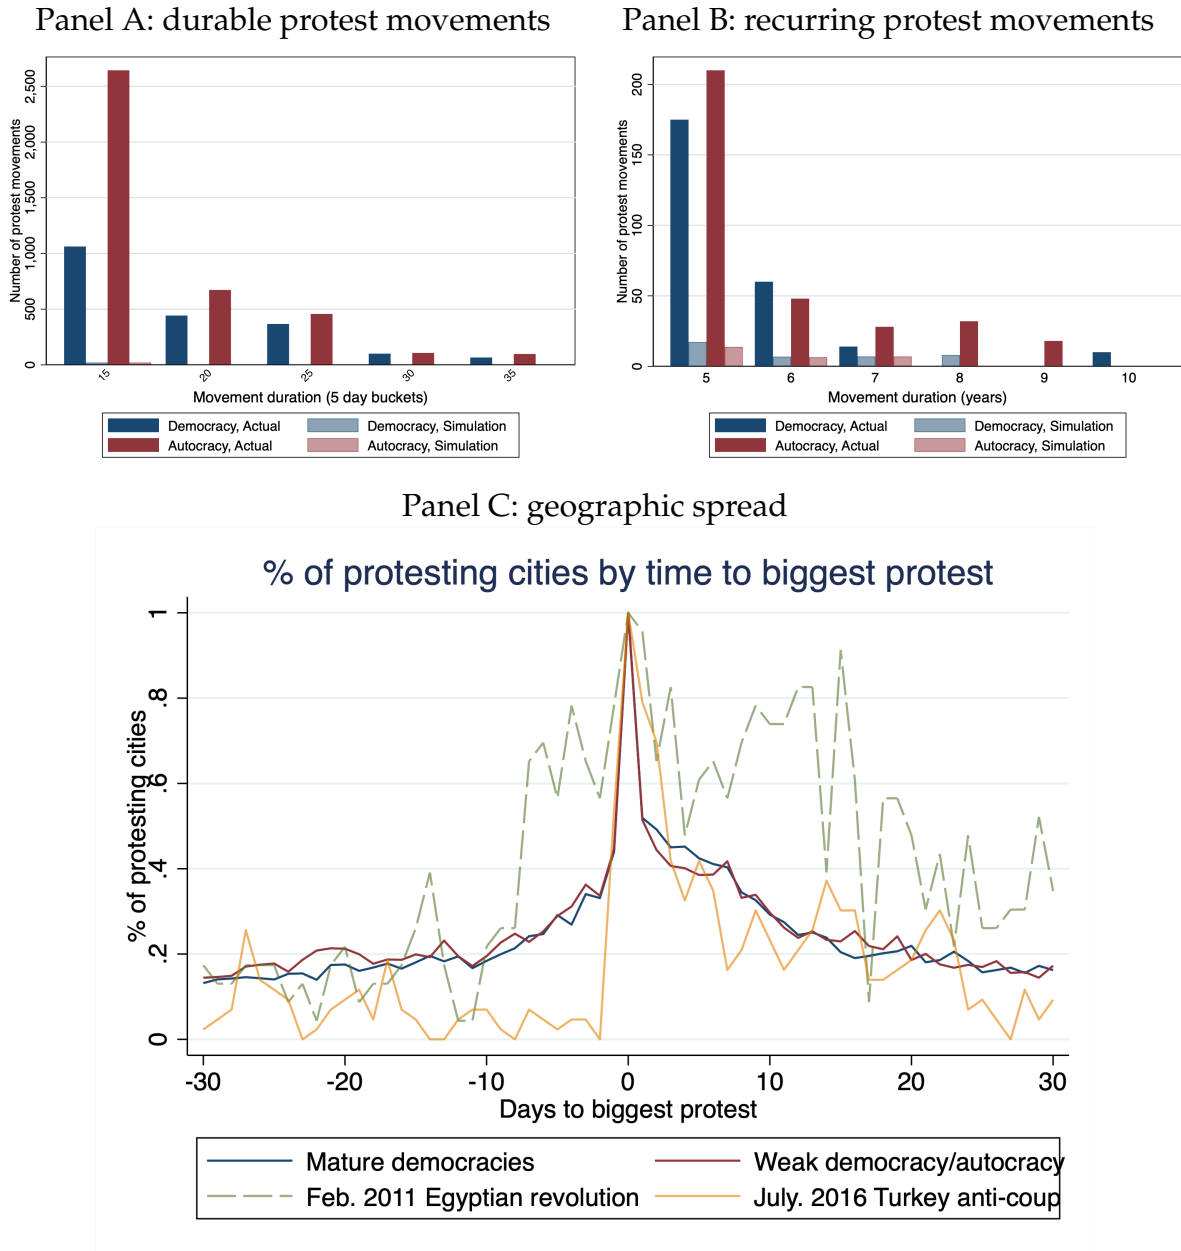 Panel A: durable protest movements
Number of protest movements
2,500
2,000
1,500
1,000
500
0
15 20 25 30 35
Movement duration (5 day buckets)
Democracy, Actual Democracy, Simulation
Autocracy, Actual Autocracy, Simulation
Panel B: recurring protest movements
Number of protest movements
200
150
100
50
0
5 6 7 8 9 10
Movement duration (years)
Democracy, Actual Democracy, Simulation
Autocracy, Actual Autocracy, Simulation
Panel C: geographic spread
% of protesting cities by time to biggest protest
% of protesting cities
1
.8
.6
.4
.2
0
-30 -20 -10 0 10 20 30
Days to biggest protest
Mature democracies Weak democracy/autocracy
Feb. 2011 Egyptian revolution July. 2016 Turkey anti-coup